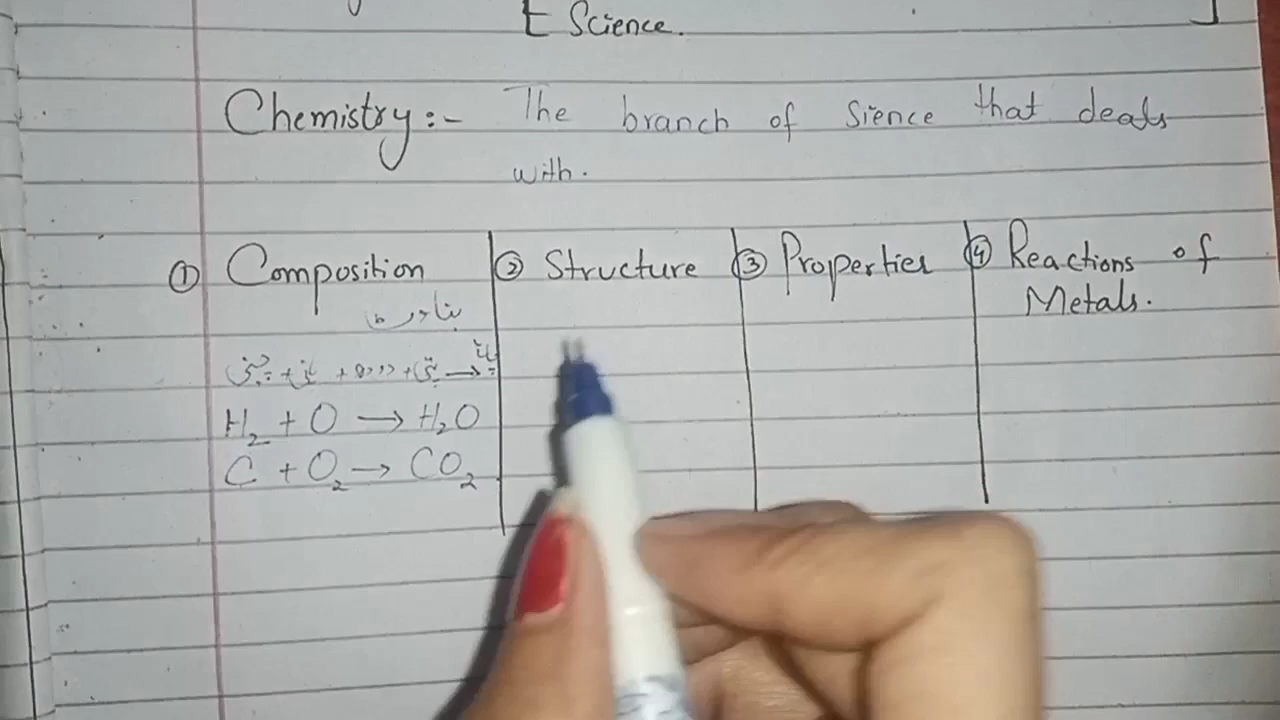 [ Science. ]
Chemistry:- The branch of Sience that deals
with.
① Composition ② Structure ③ Properties ④ Reactions of
Metals.
بناوٹ
H₂ + O → H₂O
C + O₂ → CO₂